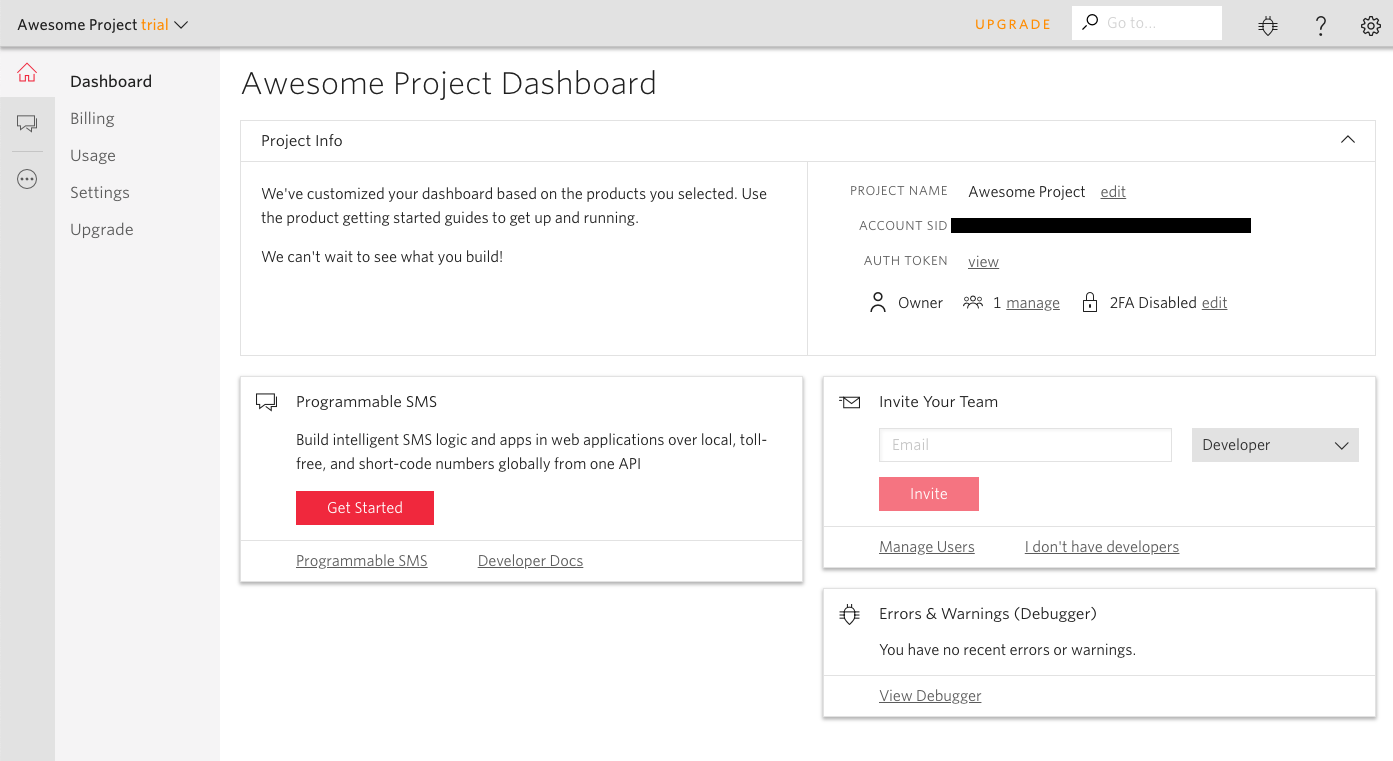 Awesome Project trial
UPGRADE
Go to...
Dashboard
Billing
Usage
Settings
Upgrade
Awesome Project Dashboard
Project Info
We've customized your dashboard based on the products you selected. Use
the product getting started guides to get up and running.
We can't wait to see what you build!
PROJECT NAME Awesome Project edit
ACCOUNT SID
AUTH TOKEN view
Owner 1 manage 2FA Disabled edit
Programmable SMS
Build intelligent SMS logic and apps in web applications over local, toll-
free, and short-code numbers globally from one API
Get Started
Programmable SMS Developer Docs
Invite Your Team
Email Developer
Invite
Manage Users I don't have developers
Errors & Warnings (Debugger)
You have no recent errors or warnings.
View Debugger